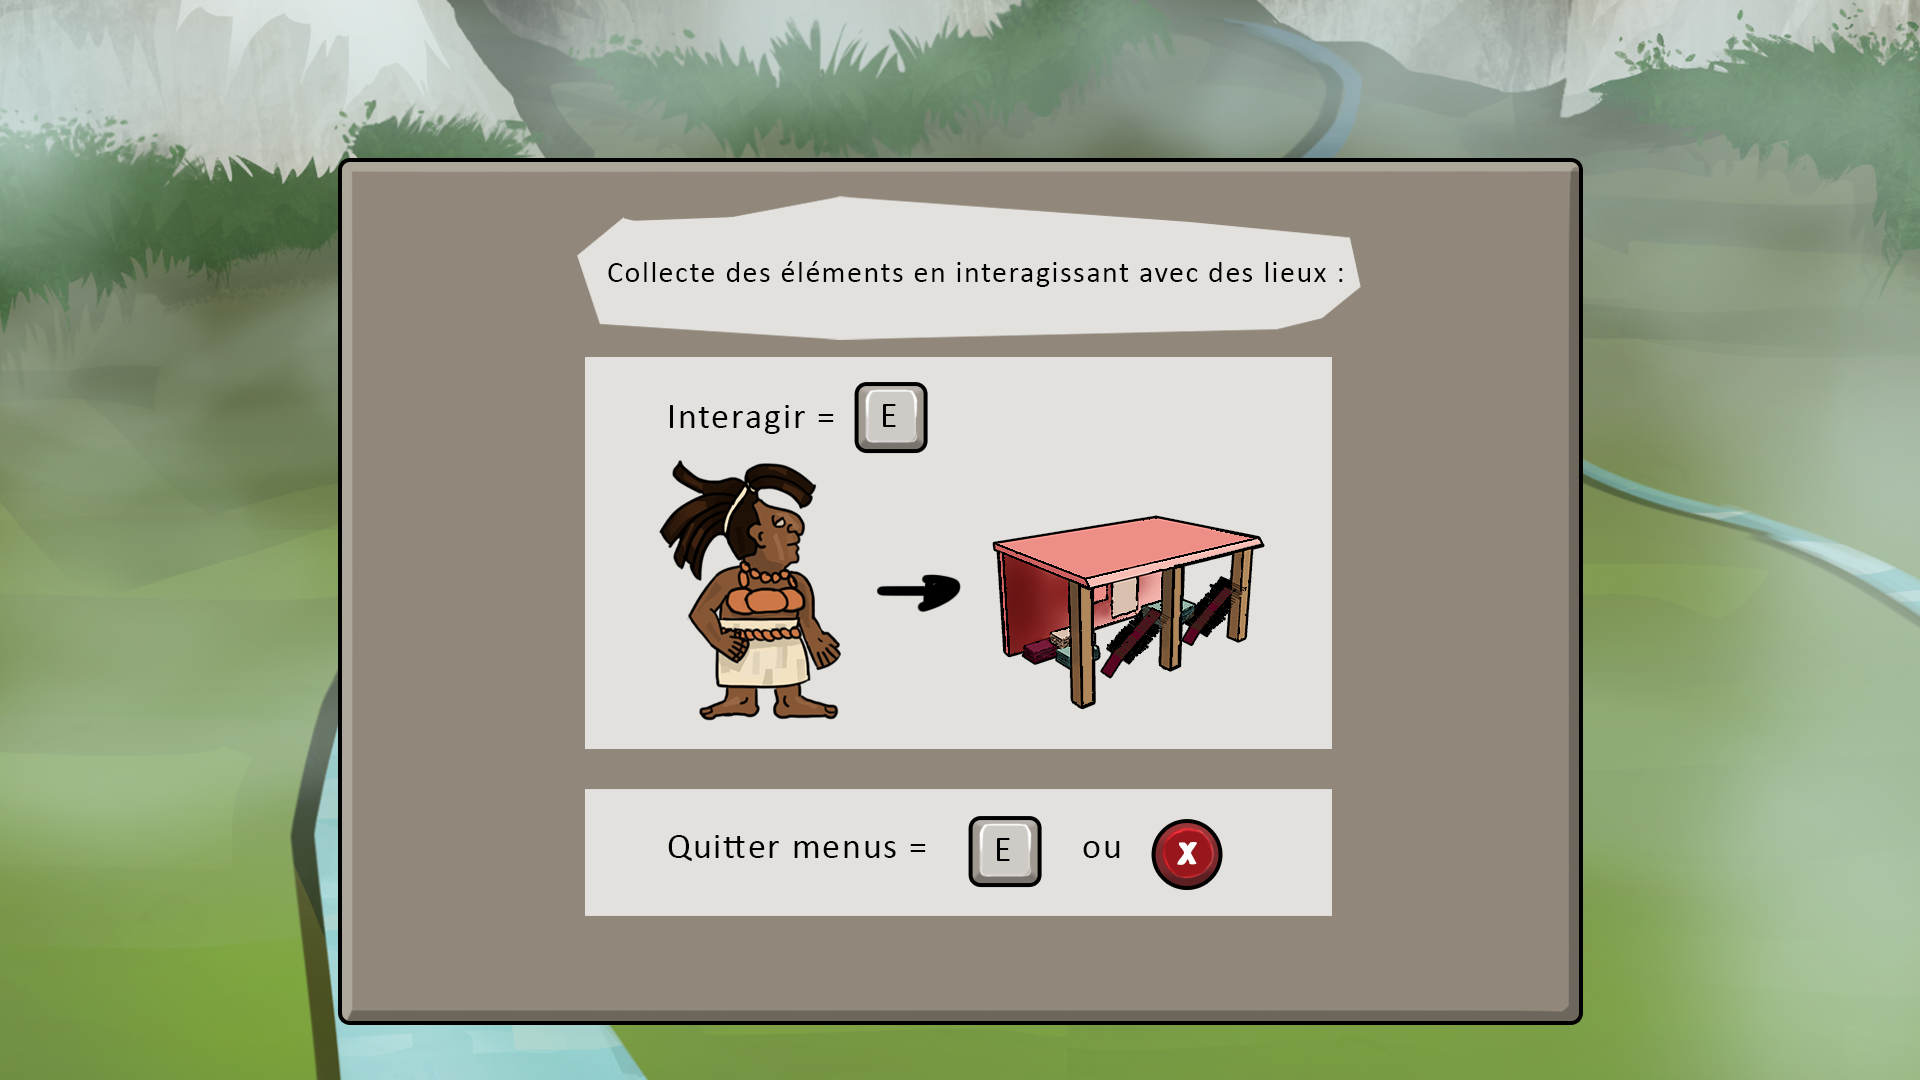 Collecte des éléments en interagissant avec des lieux :
Interagir = E
Quitter menus = E ou X